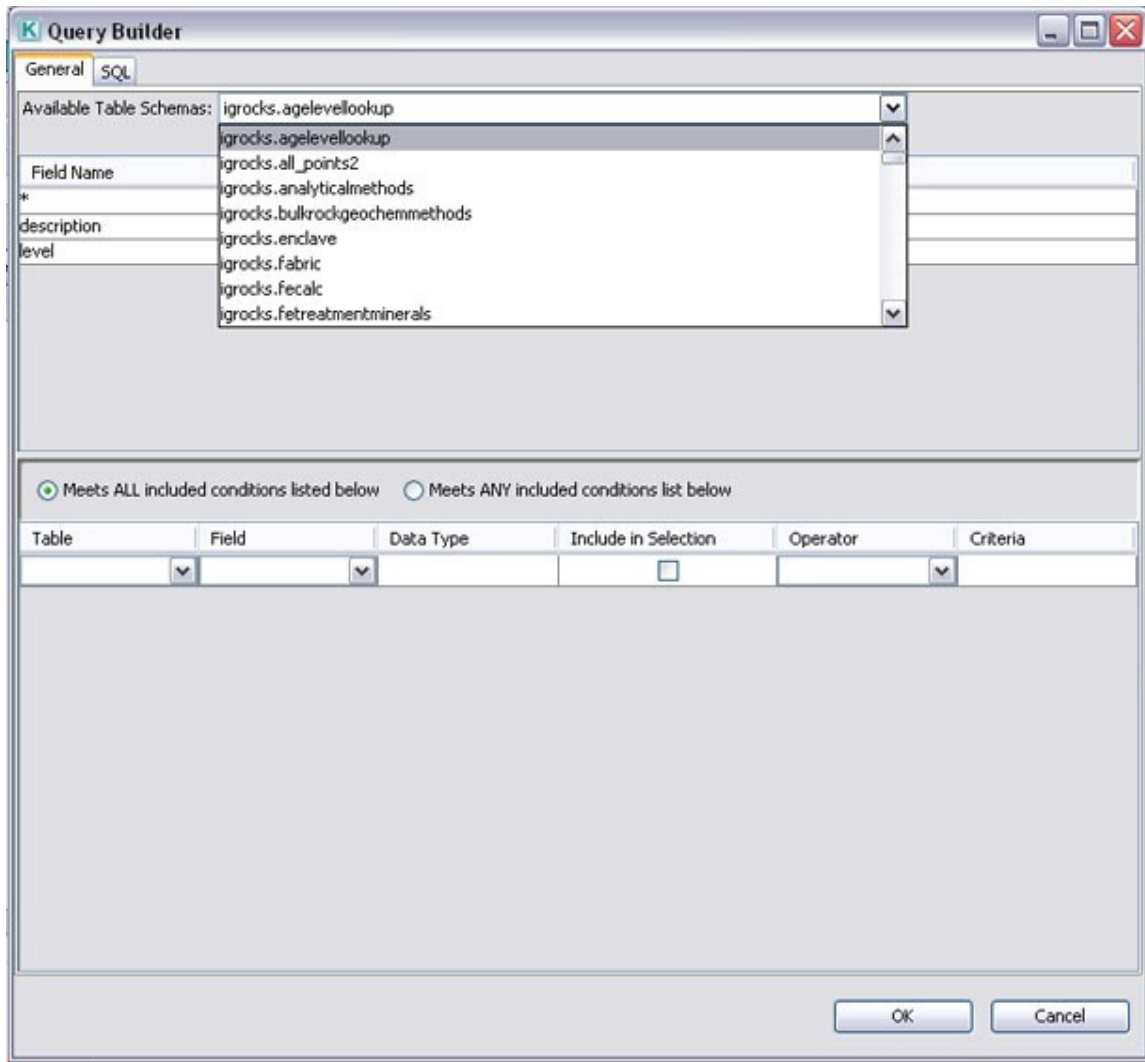 K Query Builder
General SQL
Available Table Schemas: igrocks.agelevellookup
igrocks.agelevellookup
igrocks.all_points2
igrocks.analyticalmethods
igrocks.bulkrockgeochemmethods
igrocks.enclave
igrocks.fabric
igrocks.fecalc
igrocks.fetreatmentminerals
Field Name
*
description
level
Meets ALL included conditions listed below Meets ANY included conditions list below
Table Field Data Type Include in Selection Operator Criteria
OK Cancel